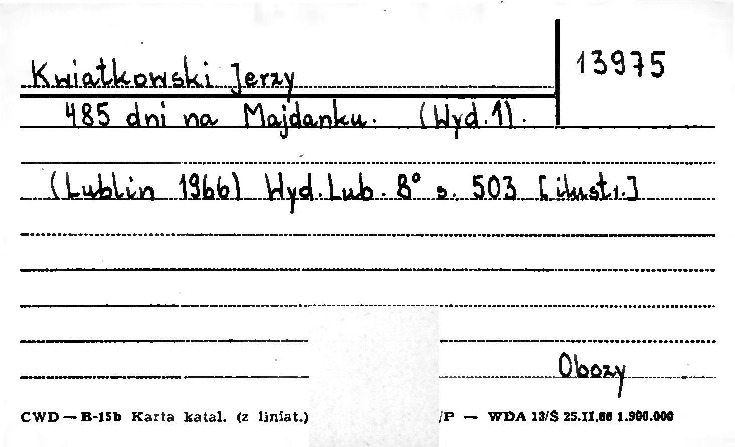 Kwiatkowski Jerzy
13975
485 dni na Majdanku. (Wyd.1).
(Lublin 1966) Wyd.Lub. 8° s. 503 [ilustr.]
Obozy
CWD — B-15b Karta katal. (z liniat.) /P — WDA 13/Ś 25.II.66 1.900.000